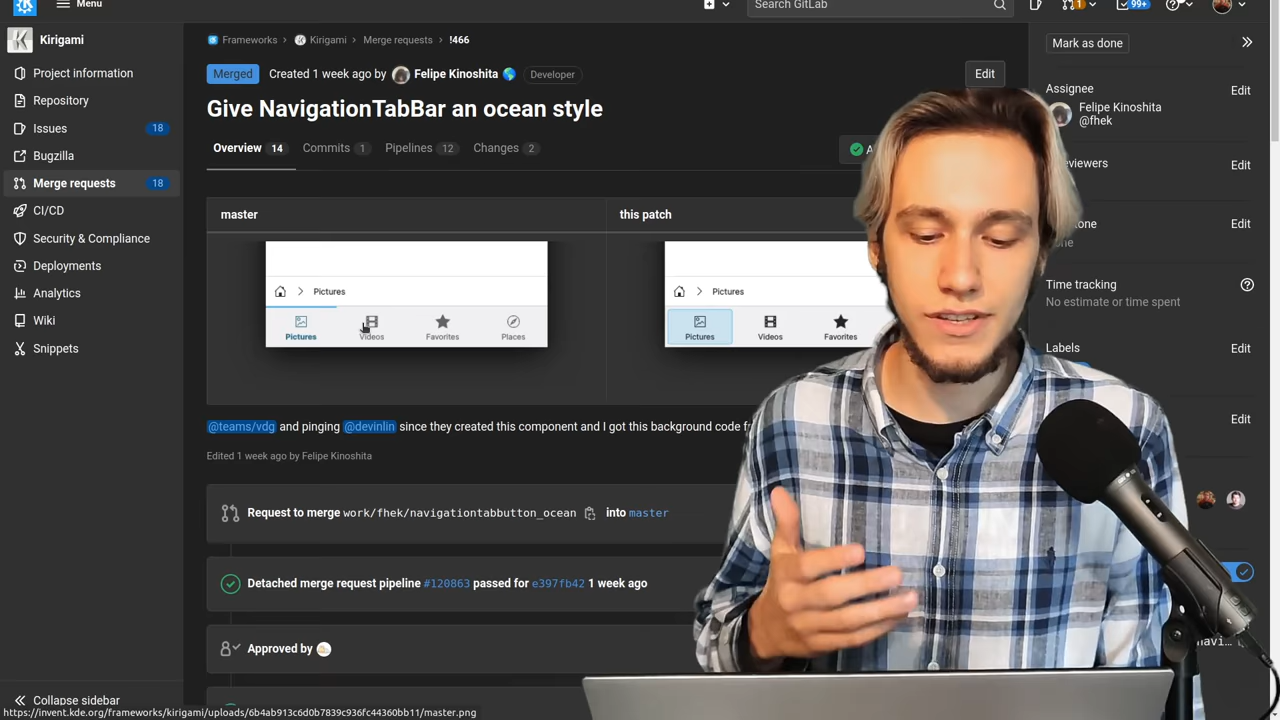 Menu
Search GitLab
1
99+
Kirigami
Project information
Repository
Issues 18
Bugzilla
Merge requests 18
CI/CD
Security & Compliance
Deployments
Analytics
Wiki
Snippets
Collapse sidebar
Frameworks > Kirigami > Merge requests > !466
Merged Created 1 week ago by Felipe Kinoshita Developer
Edit
Give NavigationTabBar an ocean style
Overview 14 Commits 1 Pipelines 12 Changes 2
master
this patch
Pictures
Pictures Videos Favorites Places
Pictures
Pictures Videos Favorites
@teams/vdg and pinging @devinlin since they created this component and I got this background code
Edited 1 week ago by Felipe Kinoshita
Request to merge work/fhek/navigationtabbutton_ocean into master
Detached merge request pipeline #120863 passed for e397fb42 1 week ago
Approved by
Mark as done
Assignee Edit
Felipe Kinoshita
@fhek
eviewers Edit
Edit
Time tracking
No estimate or time spent
Labels Edit
Edit
https://invent.kde.org/frameworks/kirigami/uploads/6b4ab913c6d0b7839c936fc44360bb11/master.png